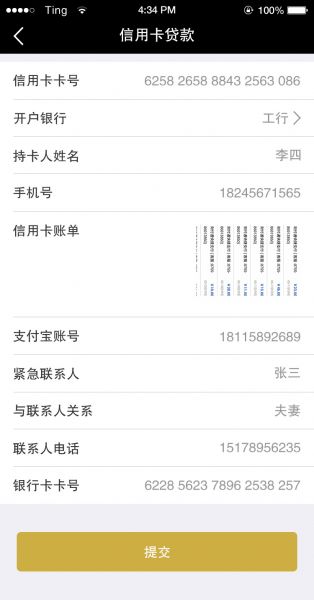 Ting
4:34 PM
100%
信用卡贷款
信用卡卡号 6258 2658 8843 2563 086
开户银行 工行
持卡人姓名 李四
手机号 18245671565
信用卡账单
支付宝账号 18115892689
紧急联系人 张三
与联系人关系 夫妻
联系人电话 15178956235
银行卡卡号 6228 5623 7896 2538 257
提交